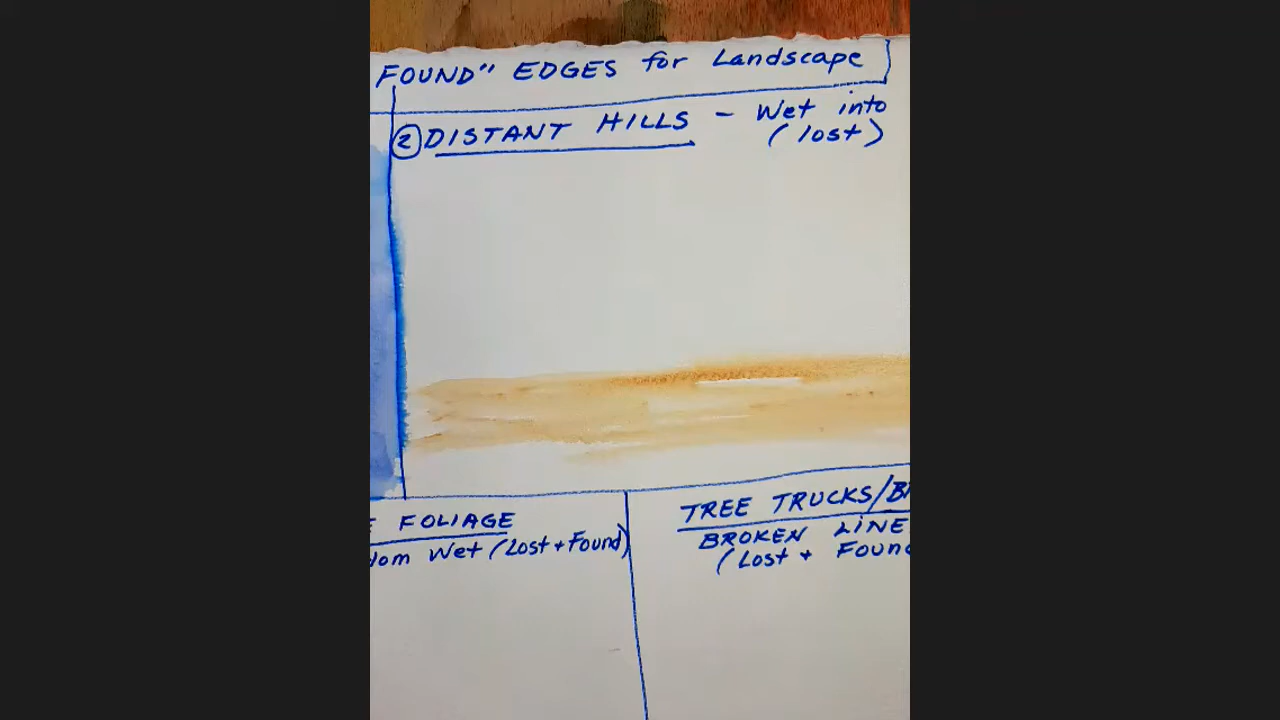 FOUND" EDGES for Landscape
② DISTANT HILLS - Wet into
(lost)
FOLIAGE
Wet (Lost + Found)
TREE TRUCKS/
BROKEN LINE
(Lost +